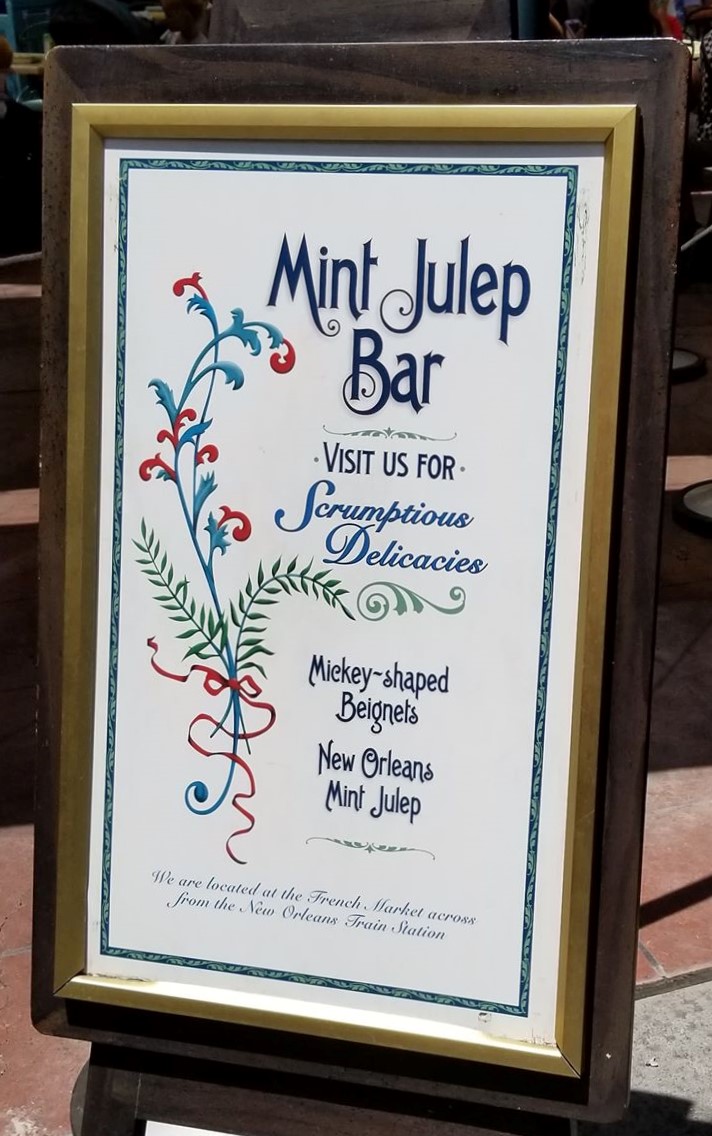 Mint Julep
Bar
· VISIT US FOR ·
Scrumptious
Delicacies
Mickey~shaped
Beignets
New Orleans
Mint Julep
We are located at the French Market across
from the New Orleans Train Station